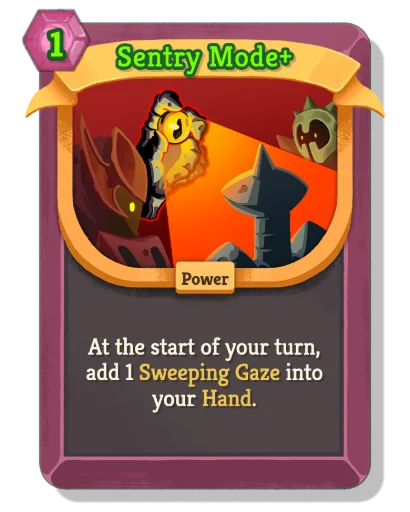 1
Sentry Mode+
Power
At the start of your turn,
add 1 Sweeping Gaze into
your Hand.